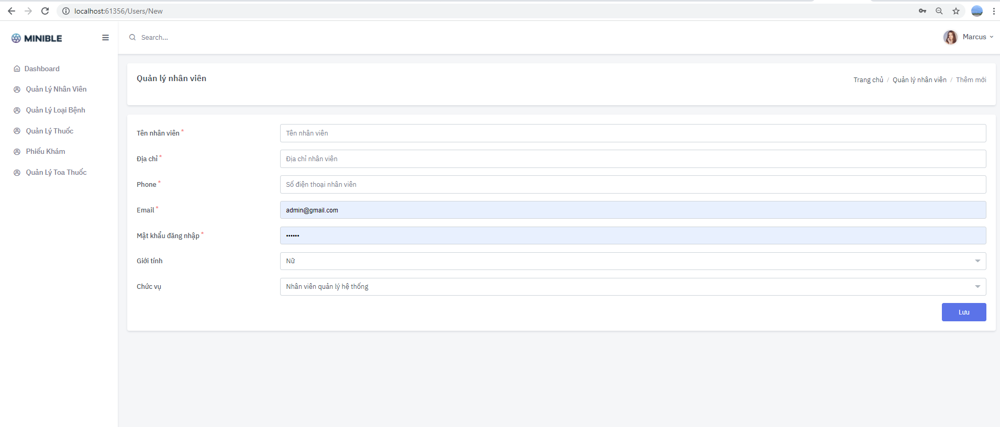 localhost:61356/Users/New
MINIBLE
Search...
Marcus
Dashboard
Quản Lý Nhân Viên
Quản Lý Loại Bệnh
Quản Lý Thuốc
Phiếu Khám
Quản Lý Toa Thuốc
Quản lý nhân viên
Trang chủ / Quản lý nhân viên / Thêm mới
Tên nhân viên * Tên nhân viên
Địa chỉ * Địa chỉ nhân viên
Phone * Số điện thoại nhân viên
Email * admin@gmail.com
Mật khẩu đăng nhập * ••••••
Giới tính Nữ
Chức vụ Nhân viên quản lý hệ thống
Lưu